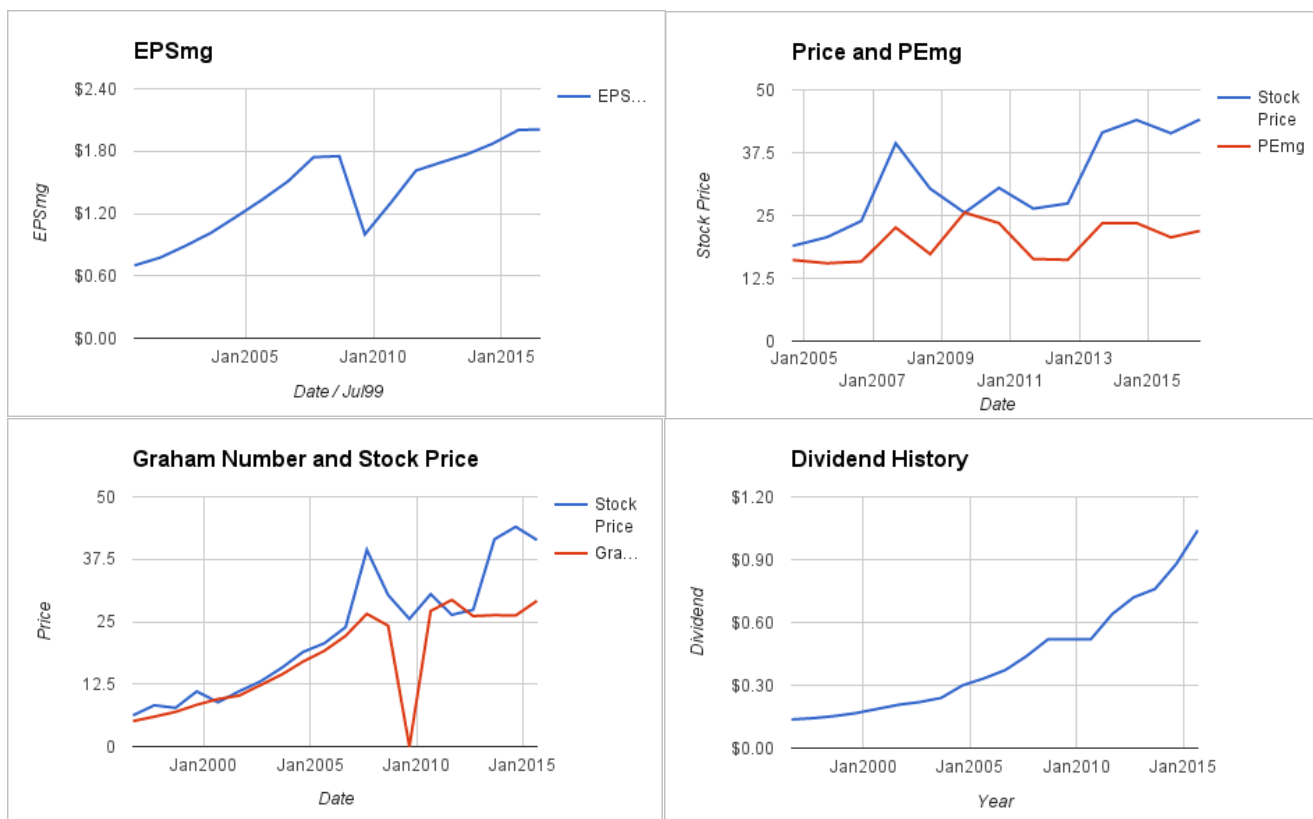 EPSmg
$2.40
$1.80
$1.20
$0.60
$0.00
EPSmg
Jan2005 Jan2010 Jan2015
Date / Jul99
EPS...
Price and PEmg
50
37.5
25
12.5
0
Stock Price
Jan2005 Jan2009 Jan2013
Jan2007 Jan2011 Jan2015
Date
Stock
Price
PEmg
Graham Number and Stock Price
50
37.5
25
12.5
0
Price
Jan2000 Jan2005 Jan2010 Jan2015
Date
Stock
Price
Gra...
Dividend History
$1.20
$0.90
$0.60
$0.30
$0.00
Dividend
Jan2000 Jan2005 Jan2010 Jan2015
Year